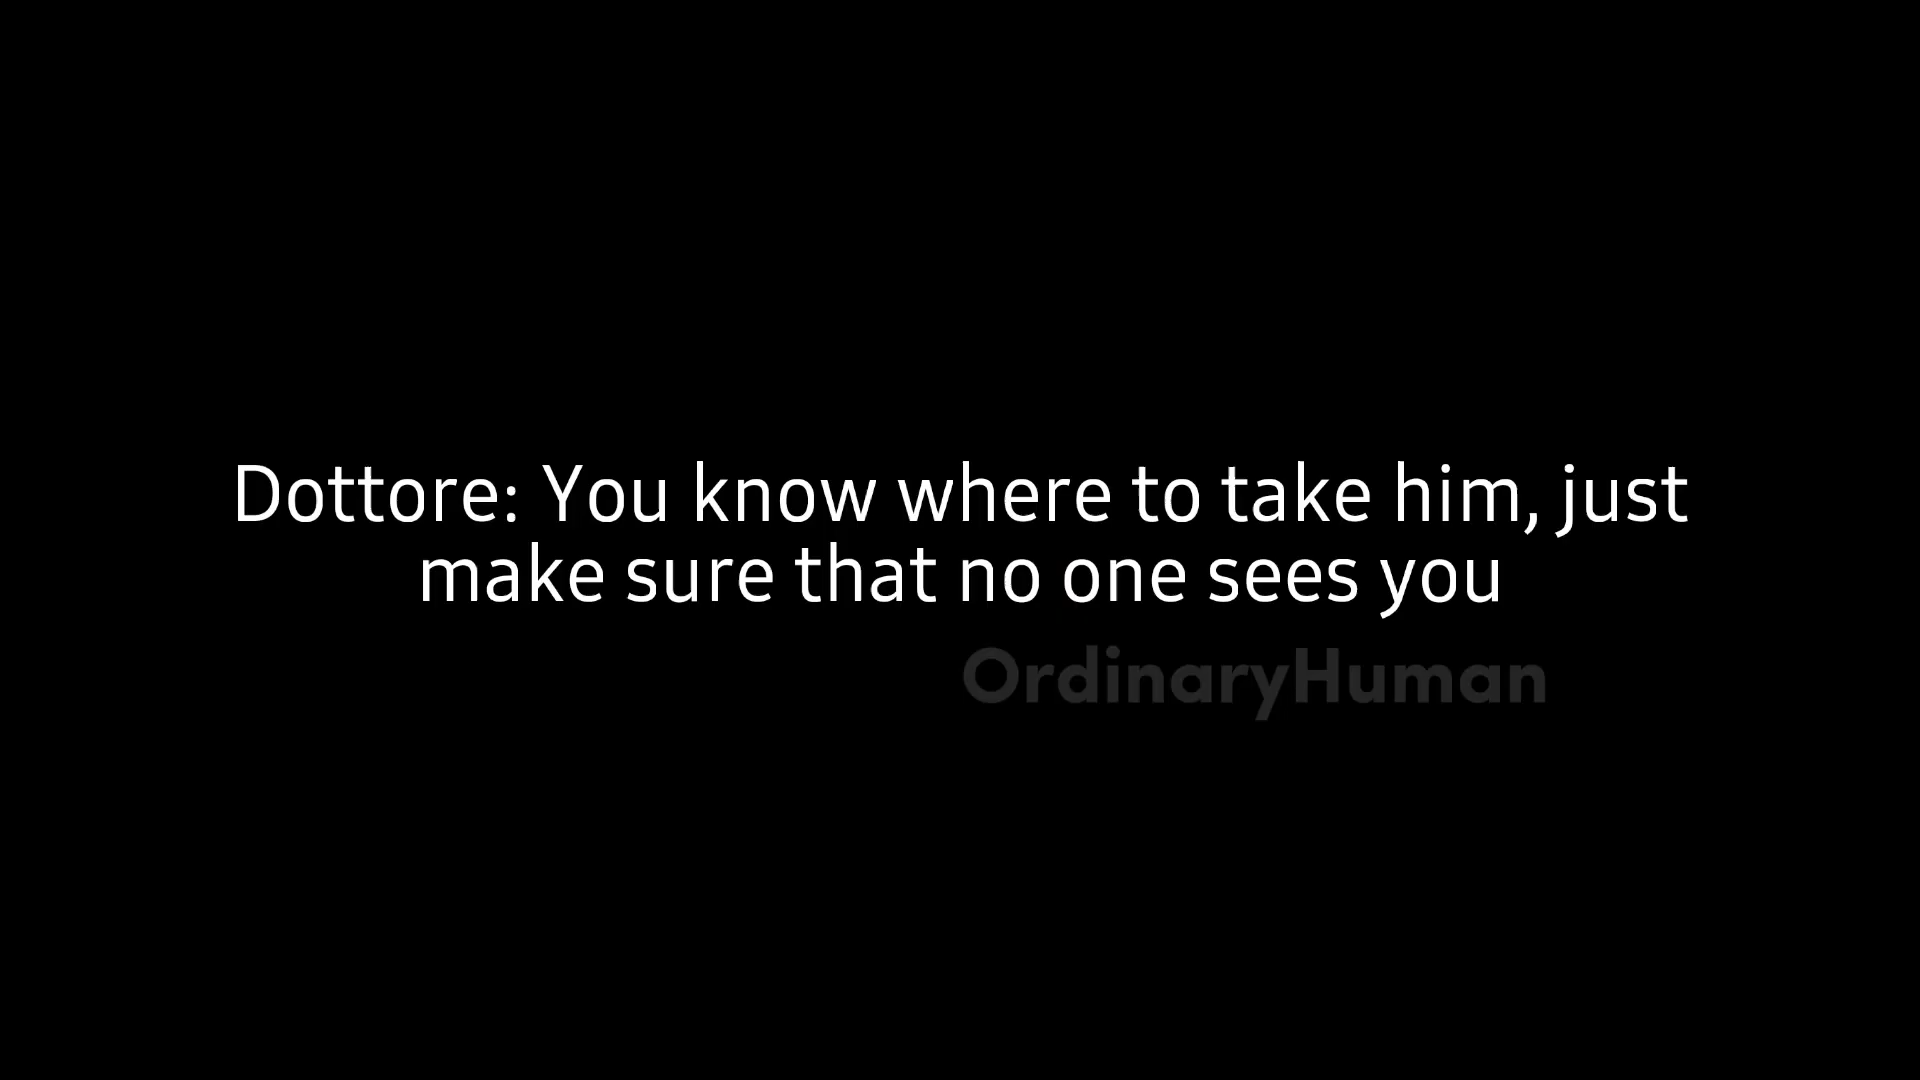 Dottore: You know where to take him, just
make sure that no one sees you
OrdinaryHuman